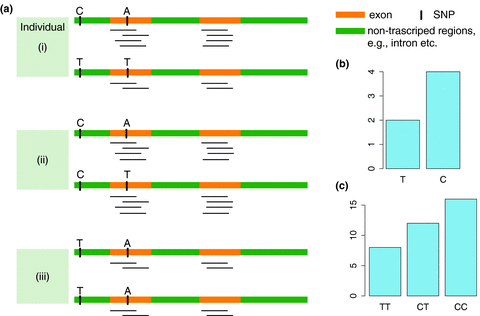 (a)
Individual
(i)
C A
T T
(ii)
C A
C T
(iii)
T A
T A
exon SNP
non-trascriped regions,
e.g., intron etc.
(b)
0 1 2 3 4
T C
(c)
0 5 10 15
TT CT CC